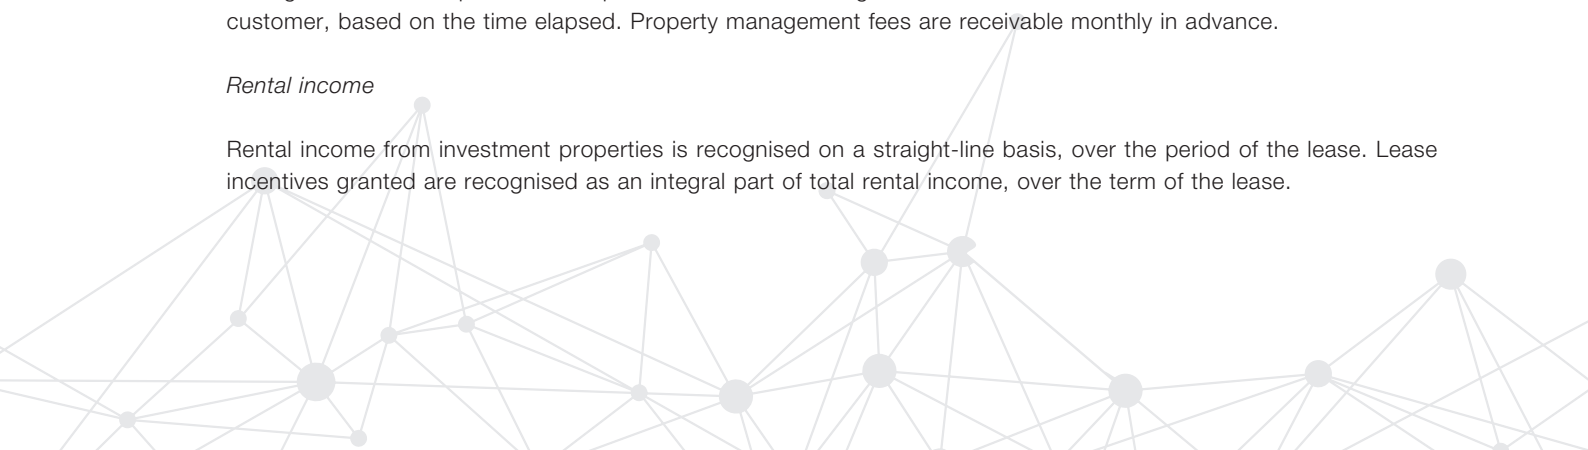 customer, based on the time elapsed. Property management fees are receivable monthly in advance.
Rental income
Rental income from investment properties is recognised on a straight-line basis, over the period of the lease. Lease
incentives granted are recognised as an integral part of total rental income, over the term of the lease.